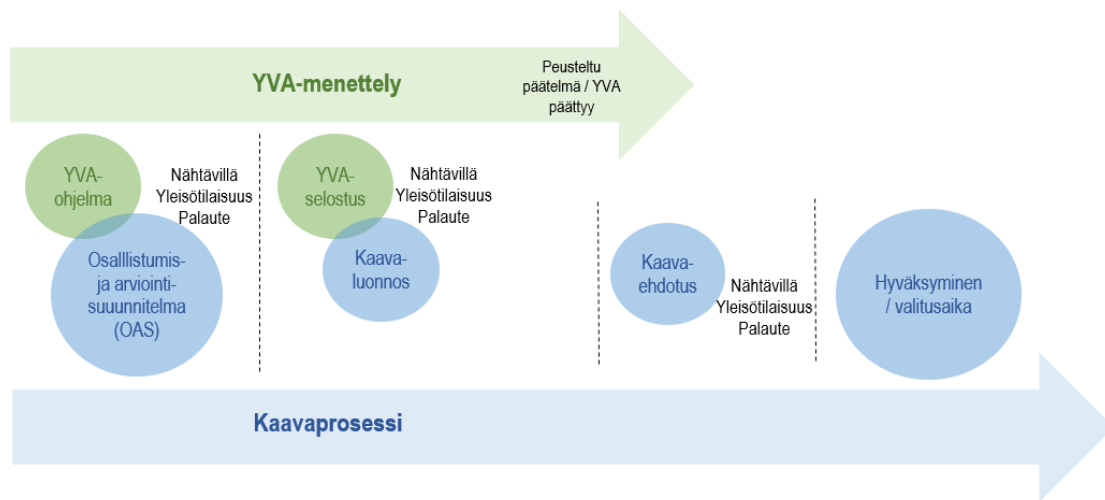 YVA-menettely
Peusteltu
päätelmä / YVA
päättyy
YVA-
ohjelma
Nähtävillä
Yleisötilaisuus
Palaute
Osalllistumis-
ja arviointi-
suuunnitelma
(OAS)
YVA-
selostus
Nähtävillä
Yleisötilaisuus
Palaute
Kaava-
luonnos
Kaava-
ehdotus
Nähtävillä
Yleisötilaisuus
Palaute
Hyväksyminen
/ valitusaika
Kaavaprosessi